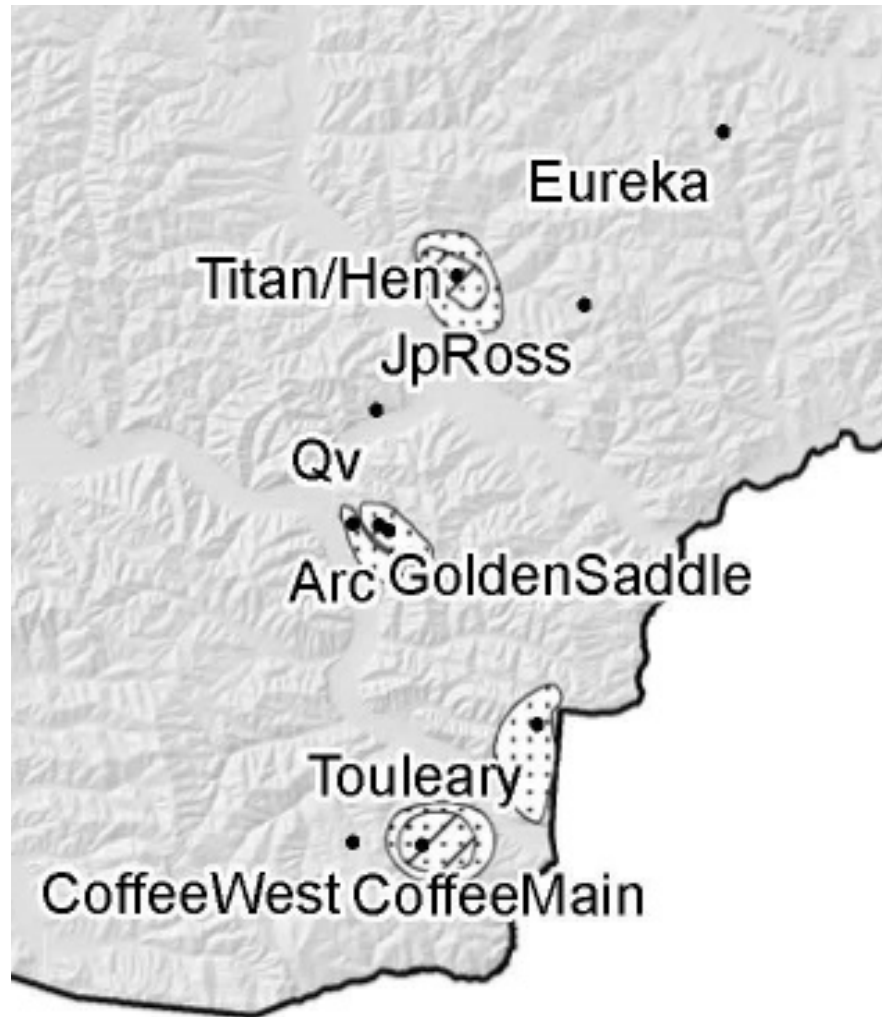 Eureka
Titan/Hen
JpRoss
Qv
Arc GoldenSaddle
Touleary
CoffeeWest CoffeeMain